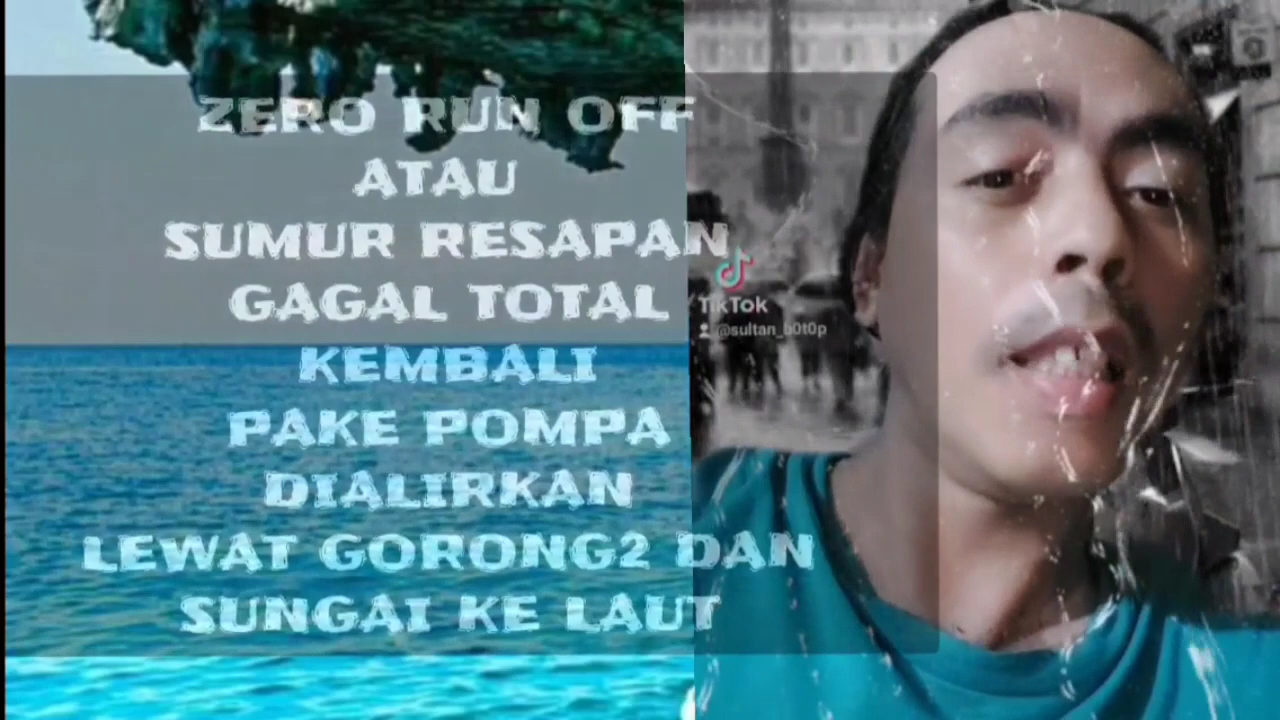 ZERO RUN OFF
ATAU
SUMUR RESAPAN
GAGAL TOTAL
KEMBALI
PAKE POMPA
DIALIRKAN
LEWAT GORONG2 DAN
SUNGAI KE LAUT
TikTok
@sultan_b0t0p